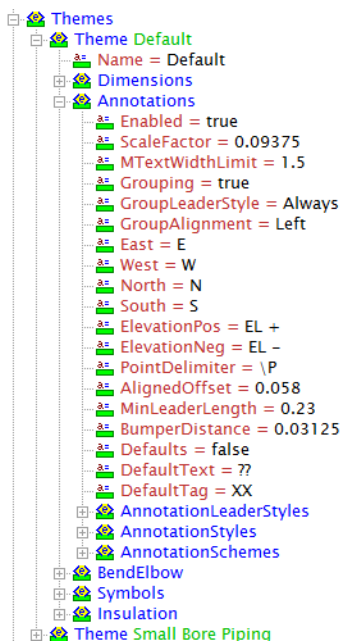 Themes
Theme Default
Name = Default
Dimensions
Annotations
Enabled = true
ScaleFactor = 0.09375
MTextWidthLimit = 1.5
Grouping = true
GroupLeaderStyle = Always
GroupAlignment = Left
East = E
West = W
North = N
South = S
ElevationPos = EL +
ElevationNeg = EL -
PointDelimiter = \P
AlignedOffset = 0.058
MinLeaderLength = 0.23
BumperDistance = 0.03125
Defaults = false
DefaultText = ??
DefaultTag = XX
AnnotationLeaderStyles
AnnotationStyles
AnnotationSchemes
BendElbow
Symbols
Insulation
Theme Small Bore Piping